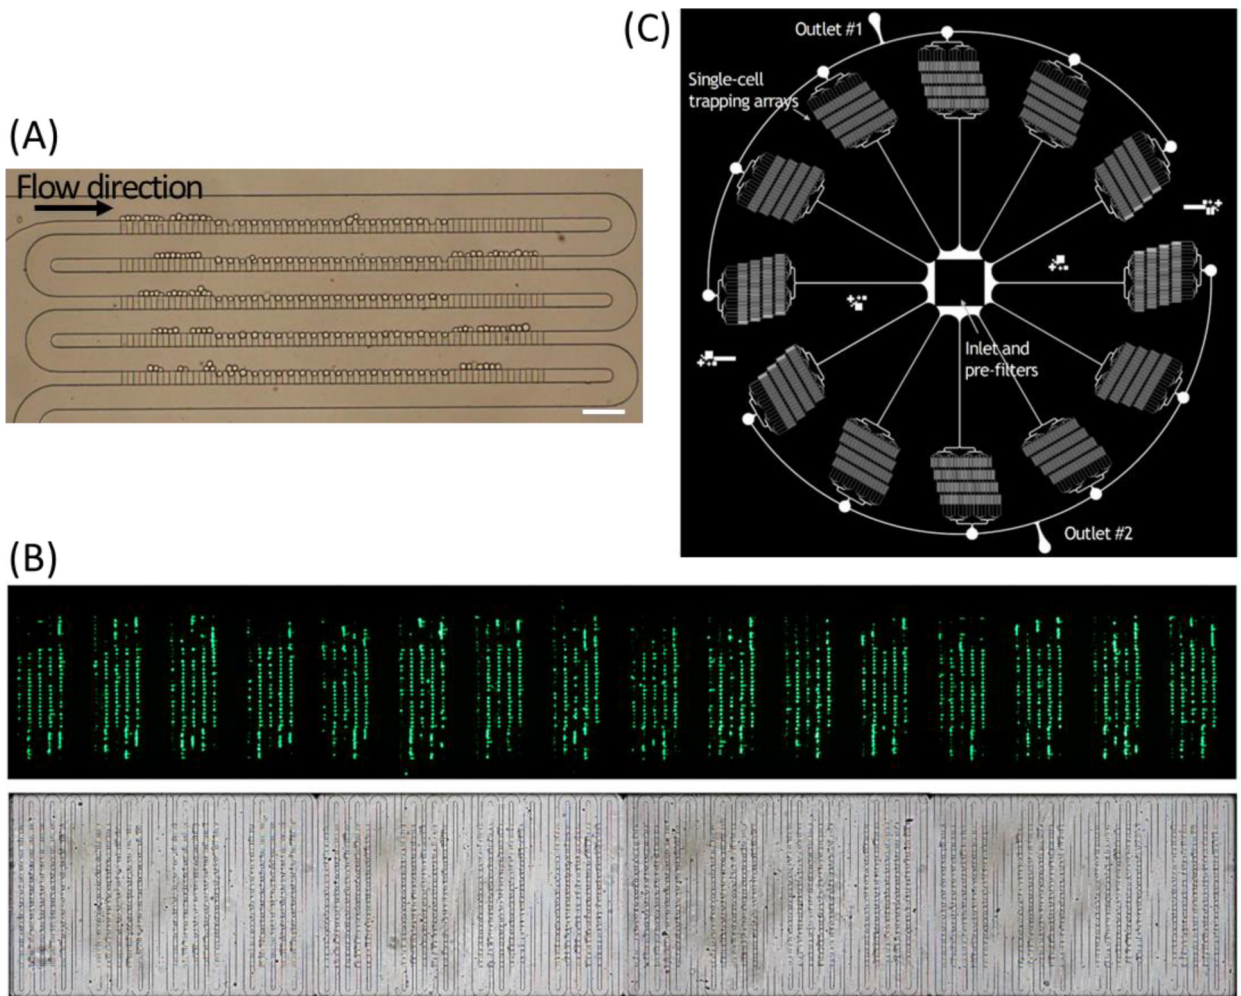 (A)
Flow direction
(C)
Outlet #1
Single-cell
trapping arrays
Inlet and
pre-filters
Outlet #2
(B)